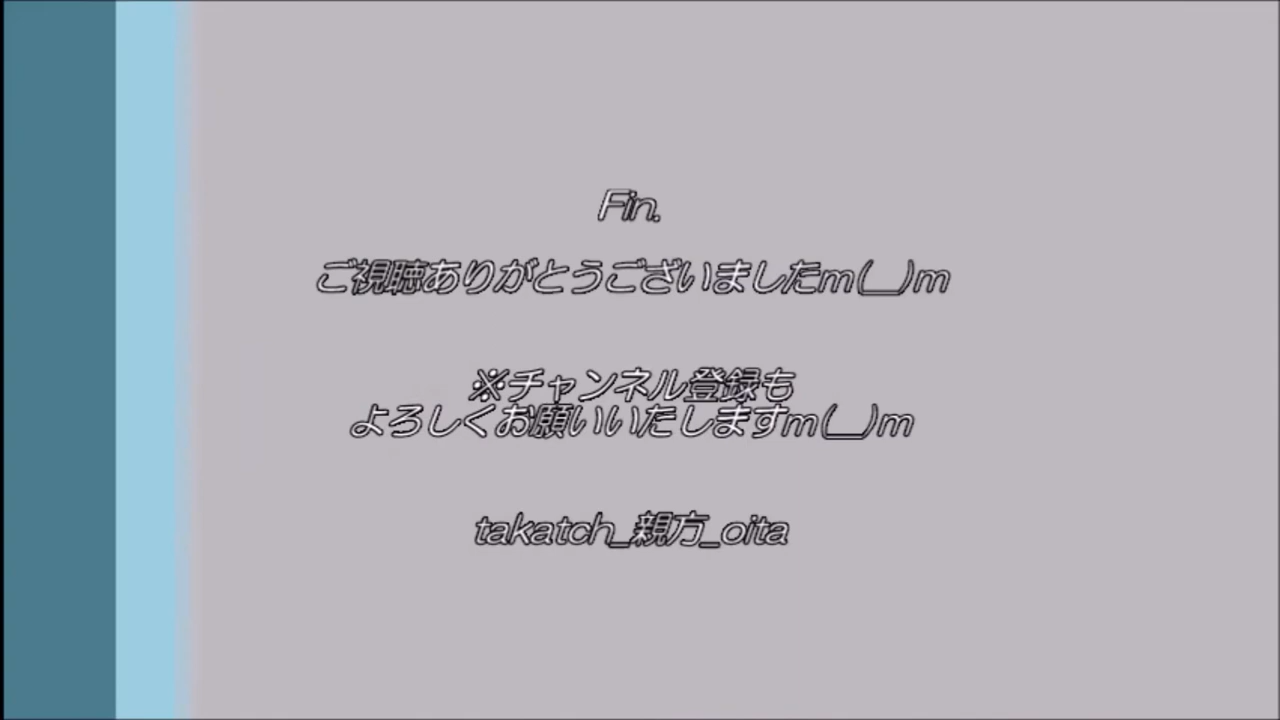 Fin.
ご視聴ありがとうございましたm(__)m
※チャンネル登録も
よろしくお願いいたしますm(__)m
takatch_親方_oita